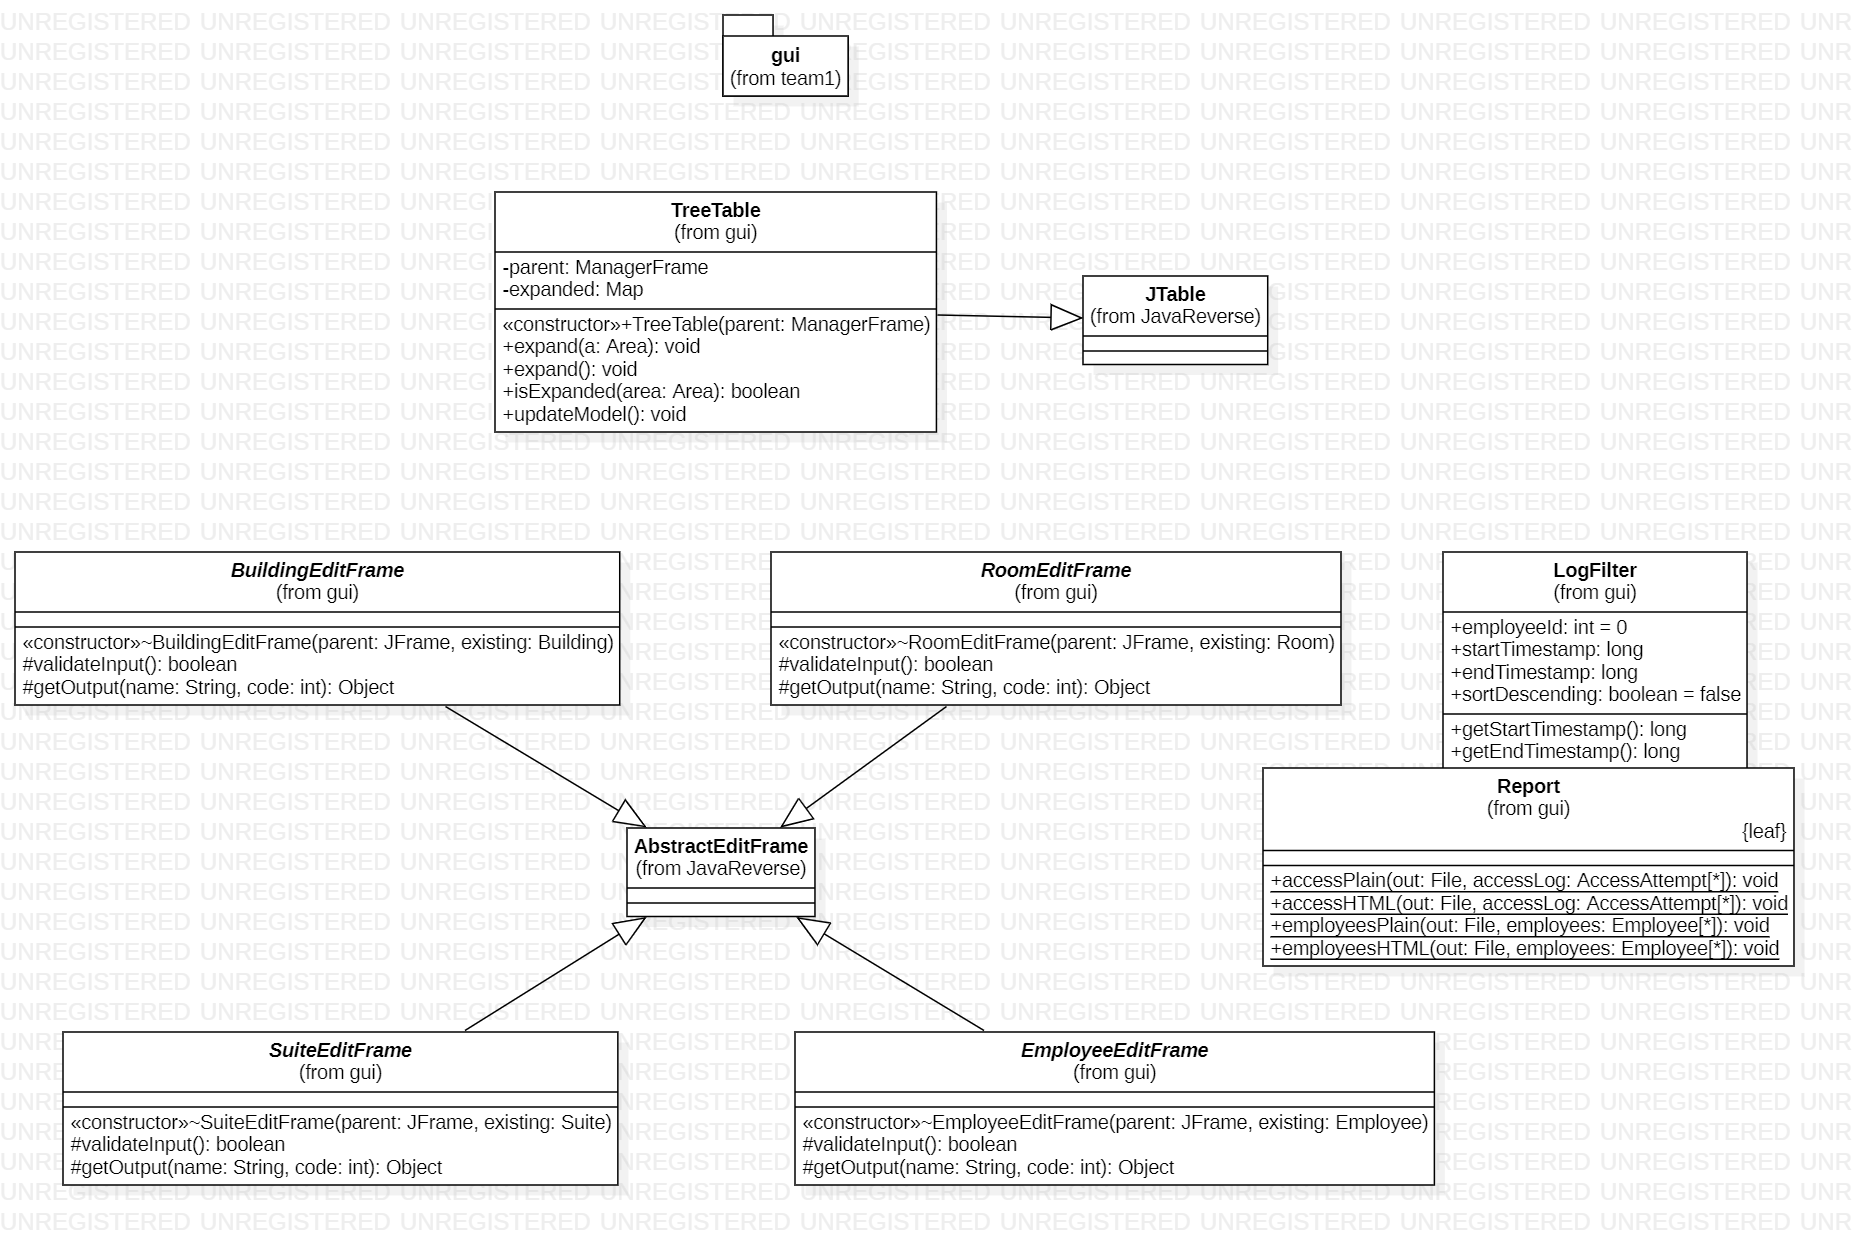 gui
(from team1)
TreeTable
(from gui)
-parent: ManagerFrame
-expanded: Map
«constructor»+TreeTable(parent: ManagerFrame)
+expand(a: Area): void
+expand(): void
+isExpanded(area: Area): boolean
+updateModel(): void
JTable
(from JavaReverse)
BuildingEditFrame
(from gui)
«constructor»~BuildingEditFrame(parent: JFrame, existing: Building)
#validateInput(): boolean
#getOutput(name: String, code: int): Object
RoomEditFrame
(from gui)
«constructor»~RoomEditFrame(parent: JFrame, existing: Room)
#validateInput(): boolean
#getOutput(name: String, code: int): Object
LogFilter
(from gui)
+employeeId: int = 0
+startTimestamp: long
+endTimestamp: long
+sortDescending: boolean = false
+getStartTimestamp(): long
+getEndTimestamp(): long
Report
(from gui)
{leaf}
+accessPlain(out: File, accessLog: AccessAttempt[*]): void
+accessHTML(out: File, accessLog: AccessAttempt[*]): void
+employeesPlain(out: File, employees: Employee[*]): void
+employeesHTML(out: File, employees: Employee[*]): void
AbstractEditFrame
(from JavaReverse)
SuiteEditFrame
(from gui)
«constructor»~SuiteEditFrame(parent: JFrame, existing: Suite)
#validateInput(): boolean
#getOutput(name: String, code: int): Object
EmployeeEditFrame
(from gui)
«constructor»~EmployeeEditFrame(parent: JFrame, existing: Employee)
#validateInput(): boolean
#getOutput(name: String, code: int): Object
UNREGISTERED UNREGISTERED UNREGISTERED UNREGISTERED UNREGISTERED UNREGISTERED UNREGISTERED UNREGISTERED UNREGISTERED UNR